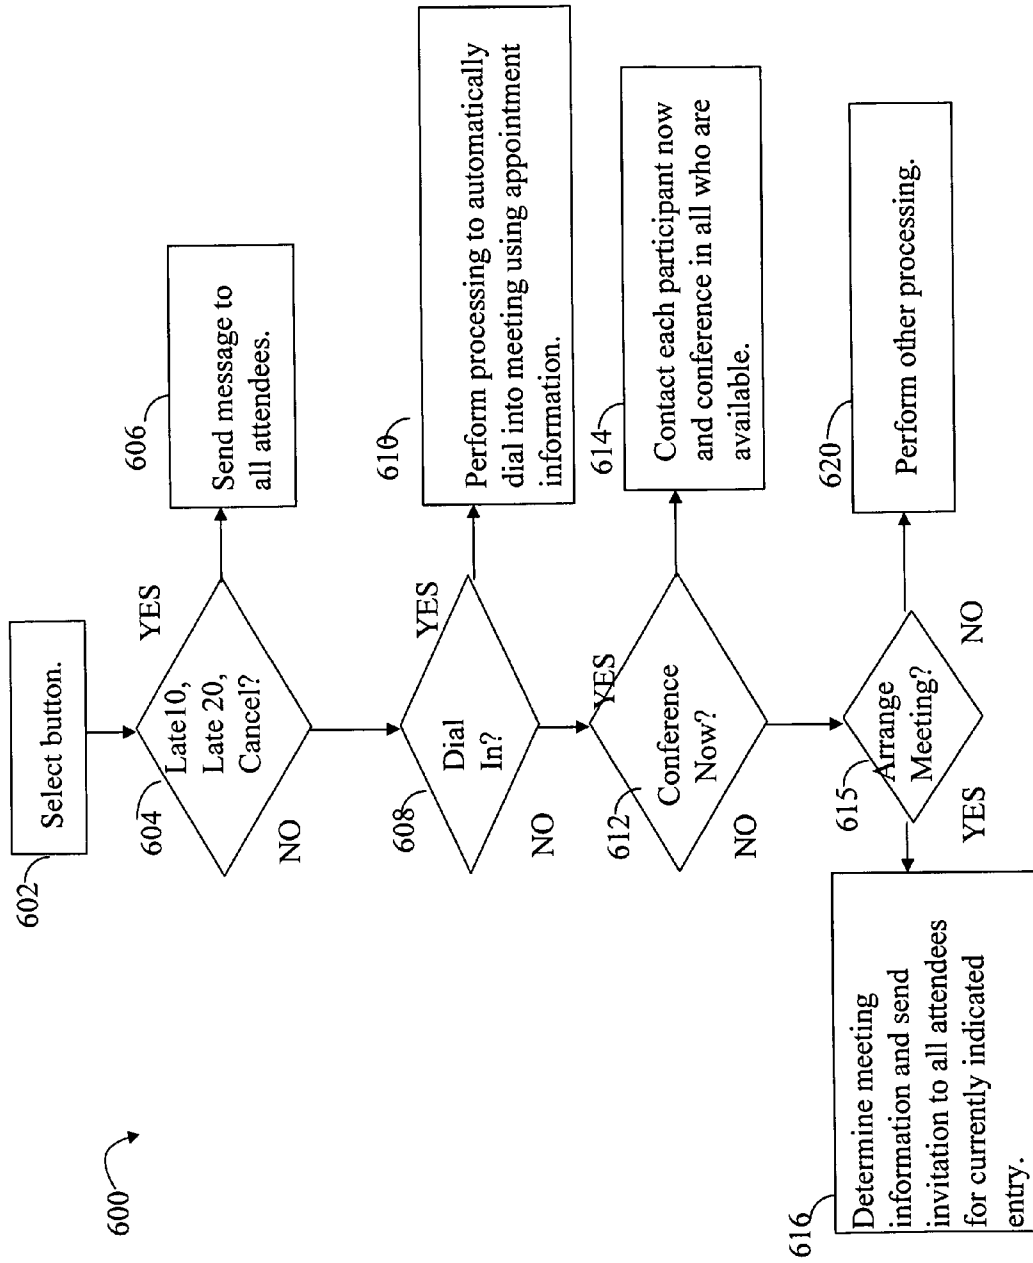 600
602
Select button.
604
Late10,
Late 20,
Cancel?
YES
NO
606
Send message to
all attendees.
608
Dial
In?
YES
NO
610
Perform processing to automatically
dial into meeting using appointment
information.
612
Conference
Now?
YES
NO
614
Contact each participant now
and conference in all who are
available.
615
Arrange
Meeting?
NO
YES
620
Perform other processing.
616
Determine meeting
information and send
invitation to all attendees
for currently indicated
entry.